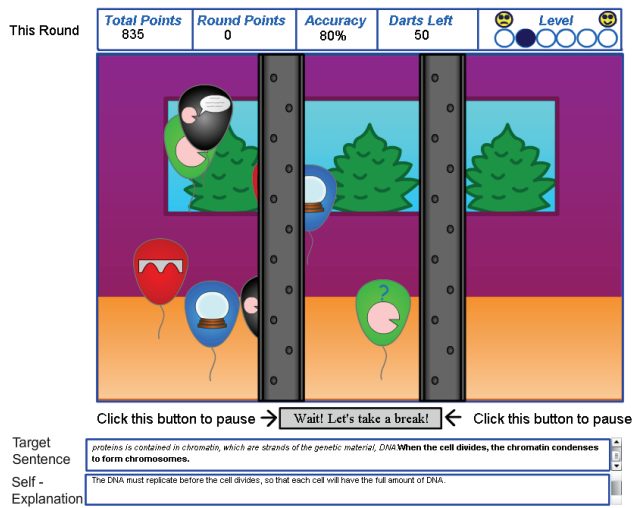 This Round
Total Points Round Points Accuracy Darts Left Level
835 0 80% 50
?
Click this button to pause Wait! Let's take a break! Click this button to pause
Target
Sentence
proteins is contained in chromatin, which are strands of the genetic material, DNA.When the cell divides, the chromatin condenses
to form chromosomes.
Self -
Explanation
The DNA must replicate before the cell divides, so that each cell will have the full amount of DNA.